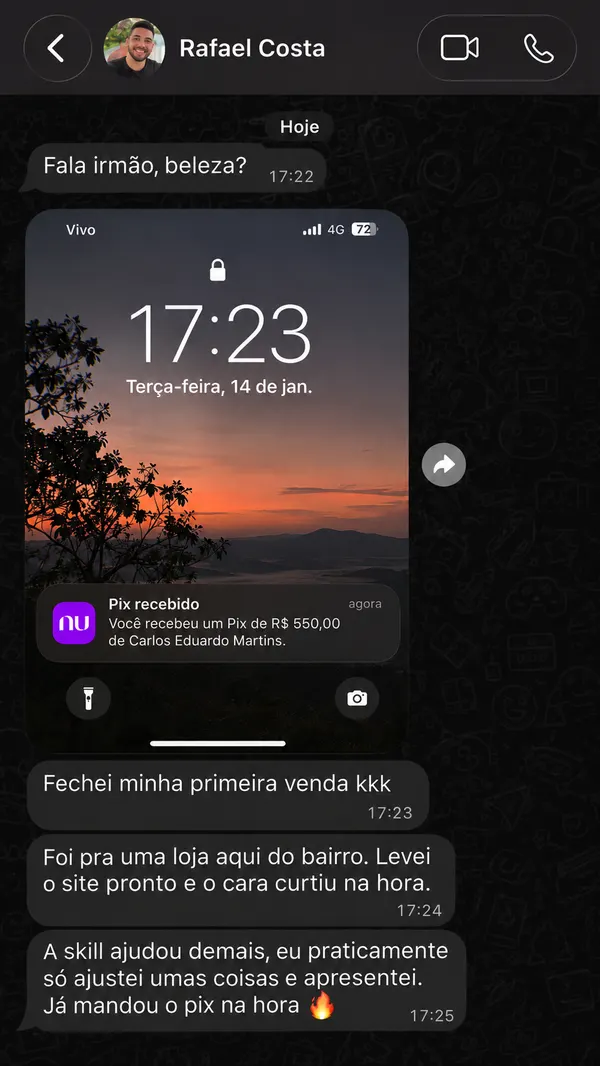 Rafael Costa
Hoje
Fala irmão, beleza?
17:22
Vivo
4G
72
17:23
Terça-feira, 14 de jan.
nu
Pix recebido
agora
Você recebeu um Pix de R$ 550,00
de Carlos Eduardo Martins.
Fechei minha primeira venda kkk
17:23
Foi pra uma loja aqui do bairro. Levei
o site pronto e o cara curtiu na hora.
17:24
A skill ajudou demais, eu praticamente
só ajustei umas coisas e apresentei.
Já mandou o pix na hora 🔥
17:25